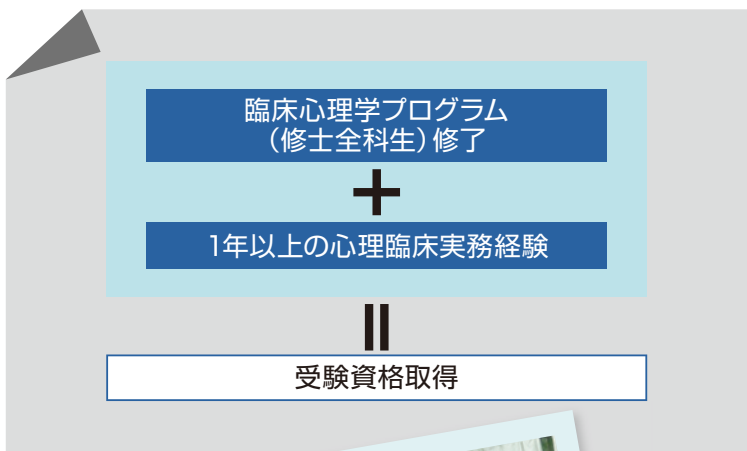 臨床心理学プログラム
（修士全科生）修了
＋
1年以上の心理臨床実務経験
＝
受験資格取得